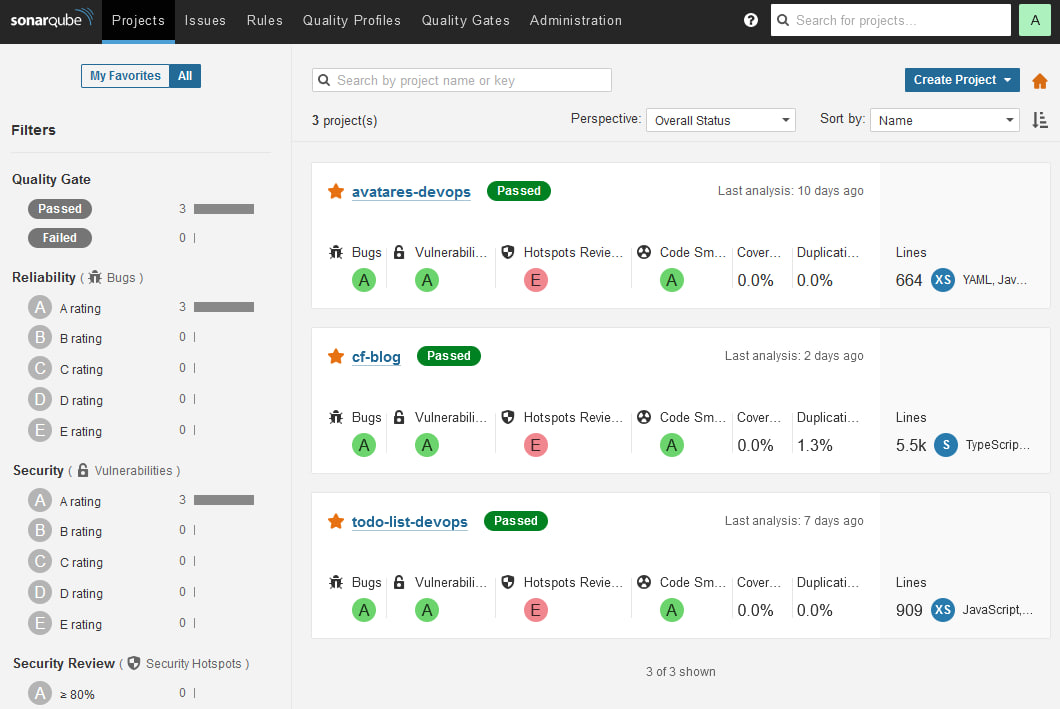 sonarqube Projects Issues Rules Quality Profiles Quality Gates Administration ? Search for projects... A
My Favorites All
Filters
Quality Gate
Passed 3
Failed 0
Reliability ( Bugs )
A A rating 3
B B rating 0
C C rating 0
D D rating 0
E E rating 0
Security ( Vulnerabilities )
A A rating 3
B B rating 0
C C rating 0
D D rating 0
E E rating 0
Security Review ( Security Hotspots )
A ≥ 80% 0
Search by project name or key Create Project
3 project(s) Perspective: Overall Status Sort by: Name
avatares-devops Passed Last analysis: 10 days ago
Bugs Vulnerabili... Hotspots Revie... Code Sm... Cover... Duplicati... Lines
A A E A 0.0% 0.0% 664 XS YAML, Jav...
cf-blog Passed Last analysis: 2 days ago
Bugs Vulnerabili... Hotspots Revie... Code Sm... Cover... Duplicati... Lines
A A E A 0.0% 1.3% 5.5k S TypeScrip...
todo-list-devops Passed Last analysis: 7 days ago
Bugs Vulnerabili... Hotspots Revie... Code Sm... Cover... Duplicati... Lines
A A E A 0.0% 0.0% 909 XS JavaScript,...
3 of 3 shown